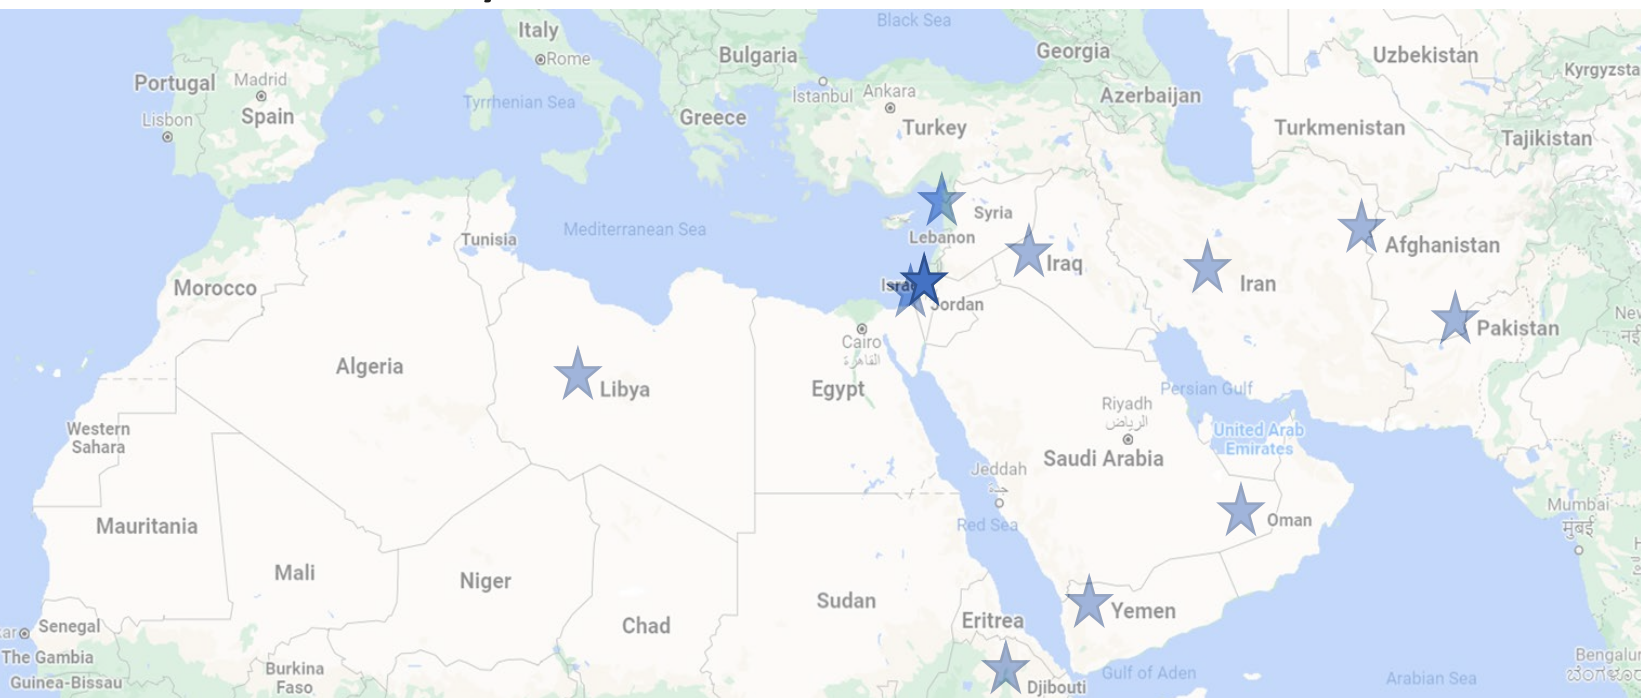 Black Sea
Italy
Rome
Bulgaria
Georgia
Uzbekistan
Kyrgyzsta
Portugal
Madrid
İstanbul
Ankara
Azerbaijan
Tyrrhenian Sea
Lisbon
Spain
Greece
Turkey
Turkmenistan
Tajikistan
Syria
Mediterranean Sea
Tunisia
Lebanon
Afghanistan
Iraq
Morocco
Iran
Jordan
Pakistan
Cairo
القاهرة
Algeria
Libya
Egypt
Persian Gulf
Riyadh
الرياض
Western
Sahara
United Arab
Emirates
Saudi Arabia
Jeddah
جدة
Mumbai
मुंबई
Mauritania
Red Sea
Oman
Mali
Niger
Sudan
Yemen
Eritrea
Senegal
Chad
The Gambia
Burkina
Faso
Guinea-Bissau
Gulf of Aden
Arabian Sea
Djibouti